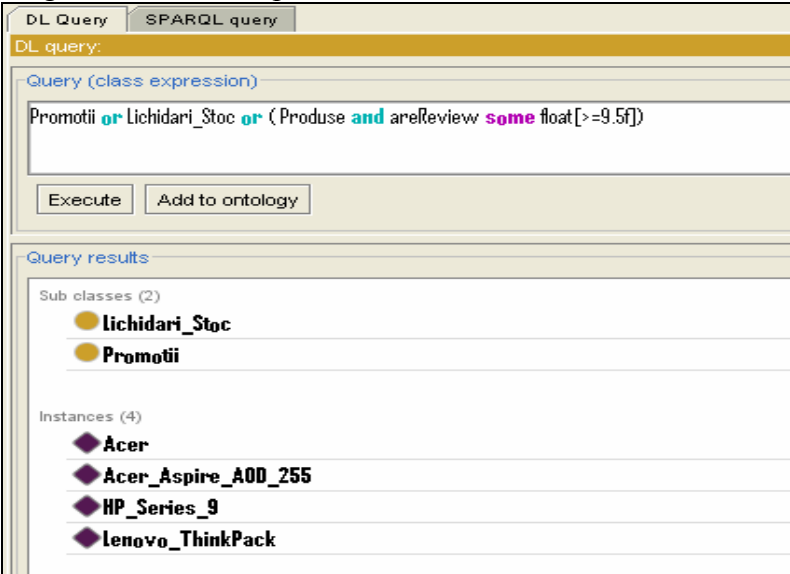 DL Query SPARQL query
DL query:
Query (class expression)
Promotii or Lichidari_Stoc or ( Produse and areReview some float[>=9.5f])
Execute Add to ontology
Query results
Sub classes (2)
Lichidari_Stoc
Promotii
Instances (4)
Acer
Acer_Aspire_AOD_255
HP_Series_9
Lenovo_ThinkPack